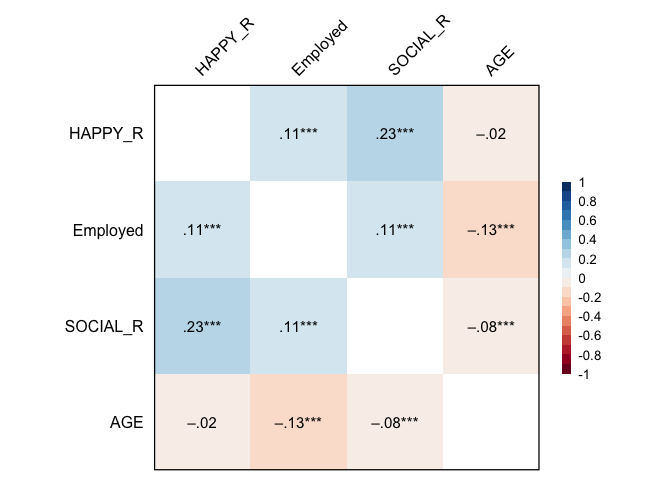 HAPPY_R Employed SOCIAL_R AGE
HAPPY_R .11*** .23*** –.02
Employed .11*** .11*** –.13***
SOCIAL_R .23*** .11*** –.08***
AGE –.02 –.13*** –.08***
1
0.8
0.6
0.4
0.2
0
-0.2
-0.4
-0.6
-0.8
-1